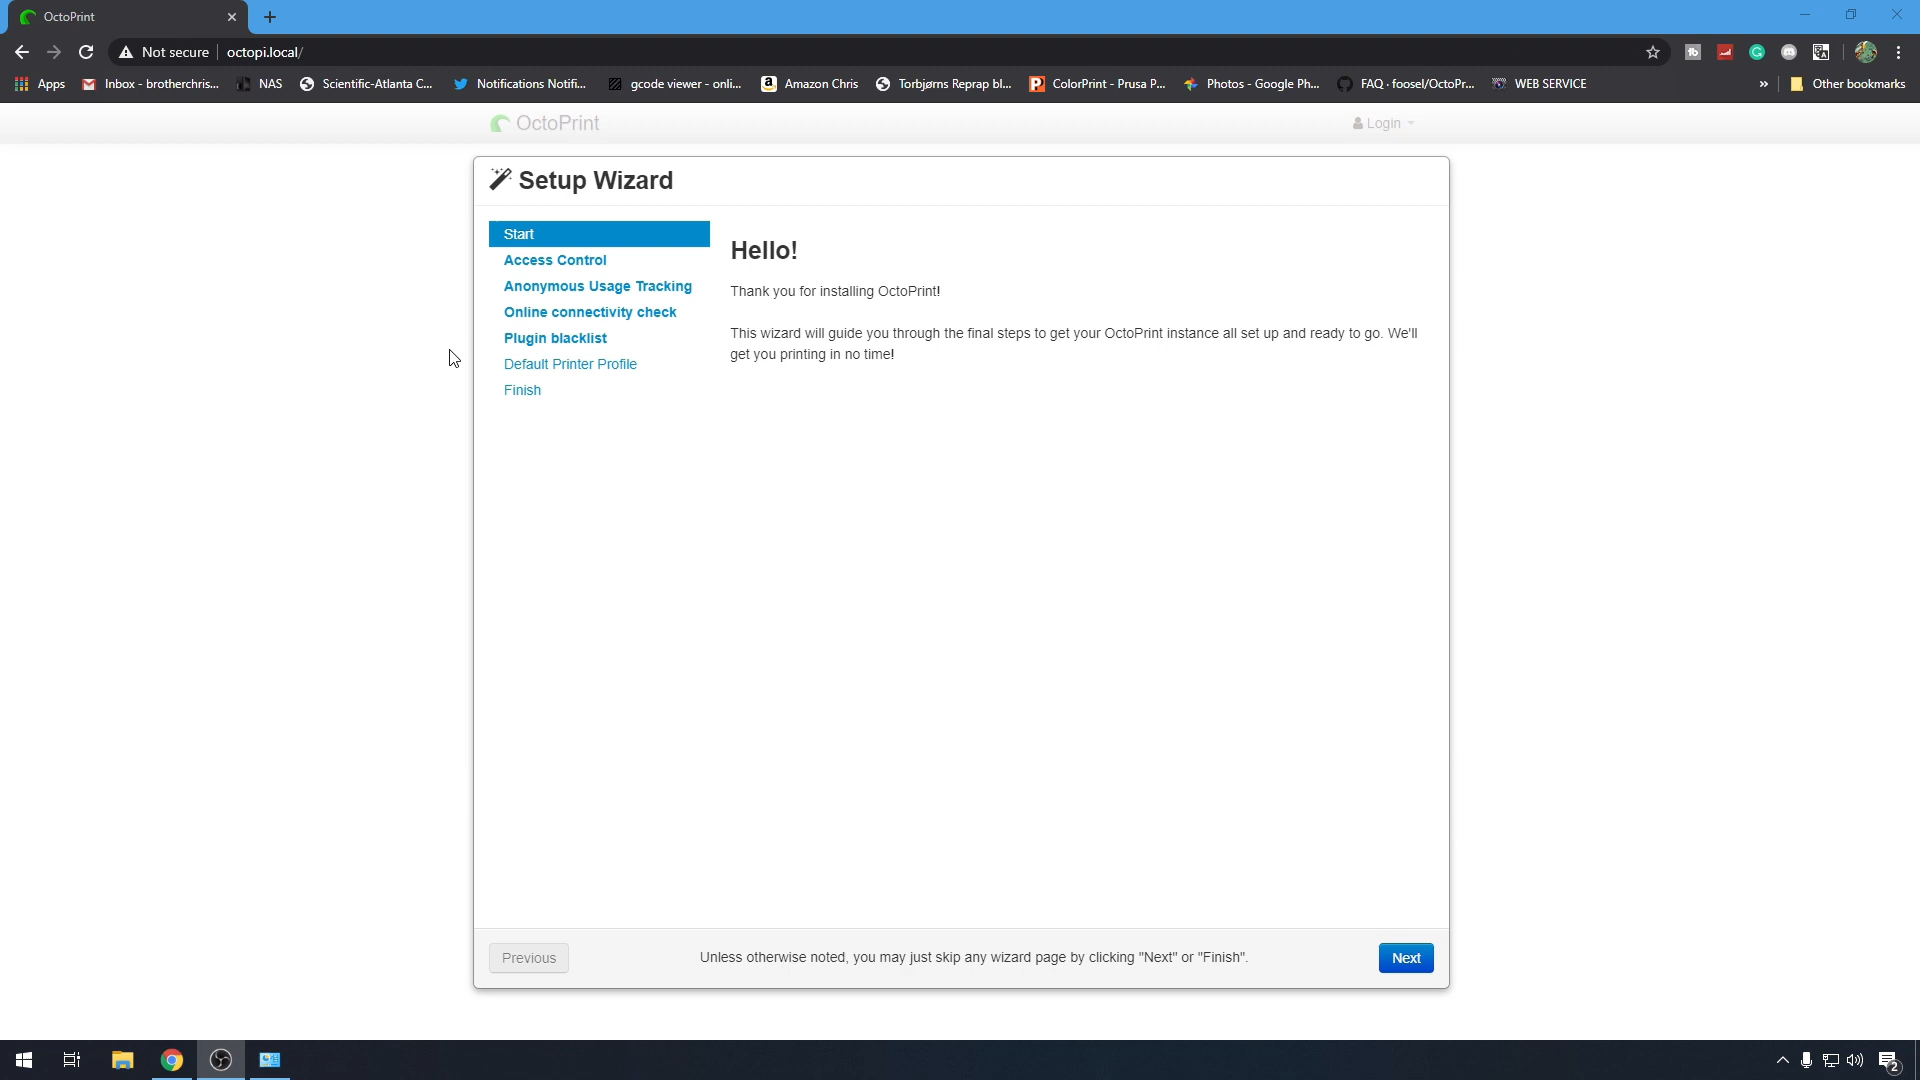 OctoPrint
Not secure octopi.local/
Apps Inbox - brotherchris... NAS Scientific-Atlanta C... Notifications Notifi... gcode viewer - onli... Amazon Chris Torbjørns Reprap bl... ColorPrint - Prusa P... Photos - Google Ph... FAQ · foosel/OctoPr... WEB SERVICE » Other bookmarks
OctoPrint Login
Setup Wizard
Start
Access Control
Anonymous Usage Tracking
Online connectivity check
Plugin blacklist
Default Printer Profile
Finish
Hello!
Thank you for installing OctoPrint!
This wizard will guide you through the final steps to get your OctoPrint instance all set up and ready to go. We'll
get you printing in no time!
Previous Unless otherwise noted, you may just skip any wizard page by clicking "Next" or "Finish". Next
2